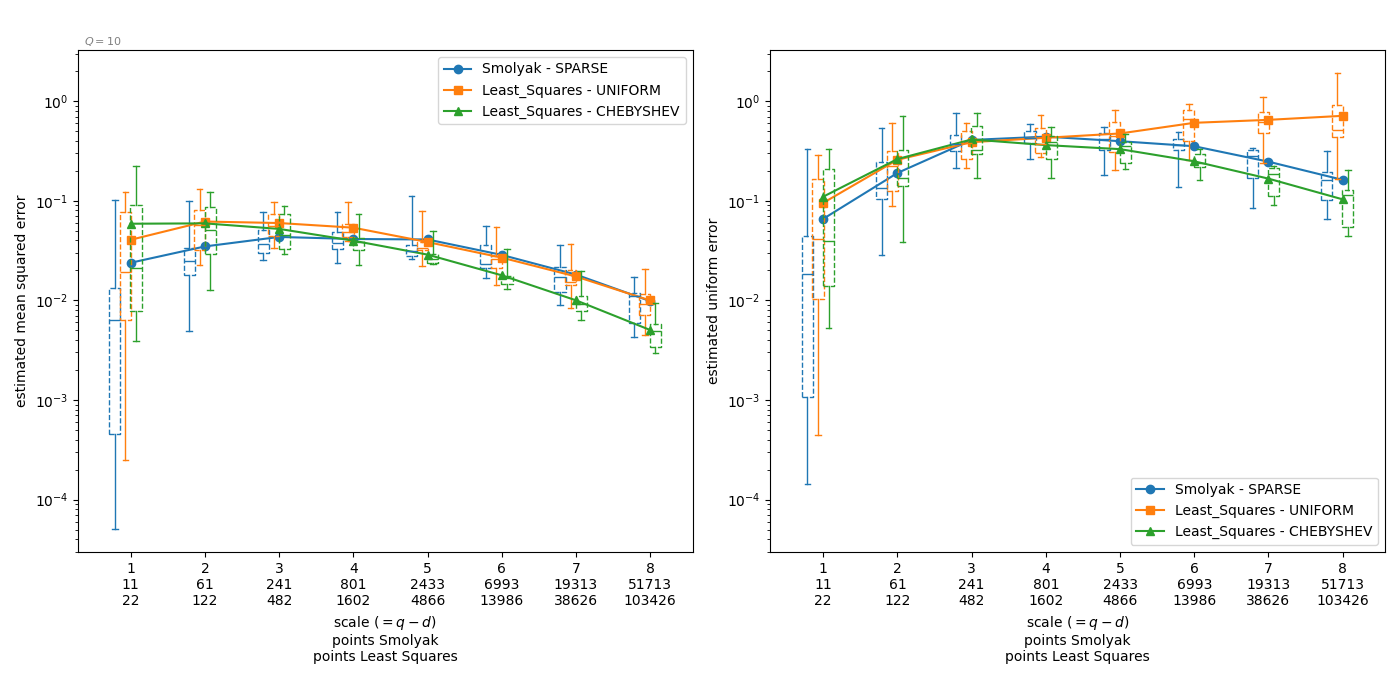 Q = 10
estimated mean squared error
10^0
10^-1
10^-2
10^-3
10^-4
Smolyak - SPARSE
Least_Squares - UNIFORM
Least_Squares - CHEBYSHEV
1 2 3 4 5 6 7 8
11 61 241 801 2433 6993 19313 51713
22 122 482 1602 4866 13986 38626 103426
scale (= q − d)
points Smolyak
points Least Squares
estimated uniform error
10^0
10^-1
10^-2
10^-3
10^-4
Smolyak - SPARSE
Least_Squares - UNIFORM
Least_Squares - CHEBYSHEV
1 2 3 4 5 6 7 8
11 61 241 801 2433 6993 19313 51713
22 122 482 1602 4866 13986 38626 103426
scale (= q − d)
points Smolyak
points Least Squares